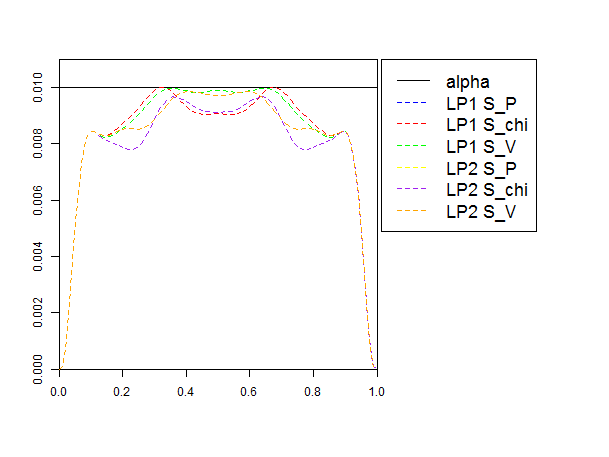 alpha
LP1 S_P
LP1 S_chi
LP1 S_V
LP2 S_P
LP2 S_chi
LP2 S_V
0.010
0.008
0.006
0.004
0.002
0.000
0.0 0.2 0.4 0.6 0.8 1.0